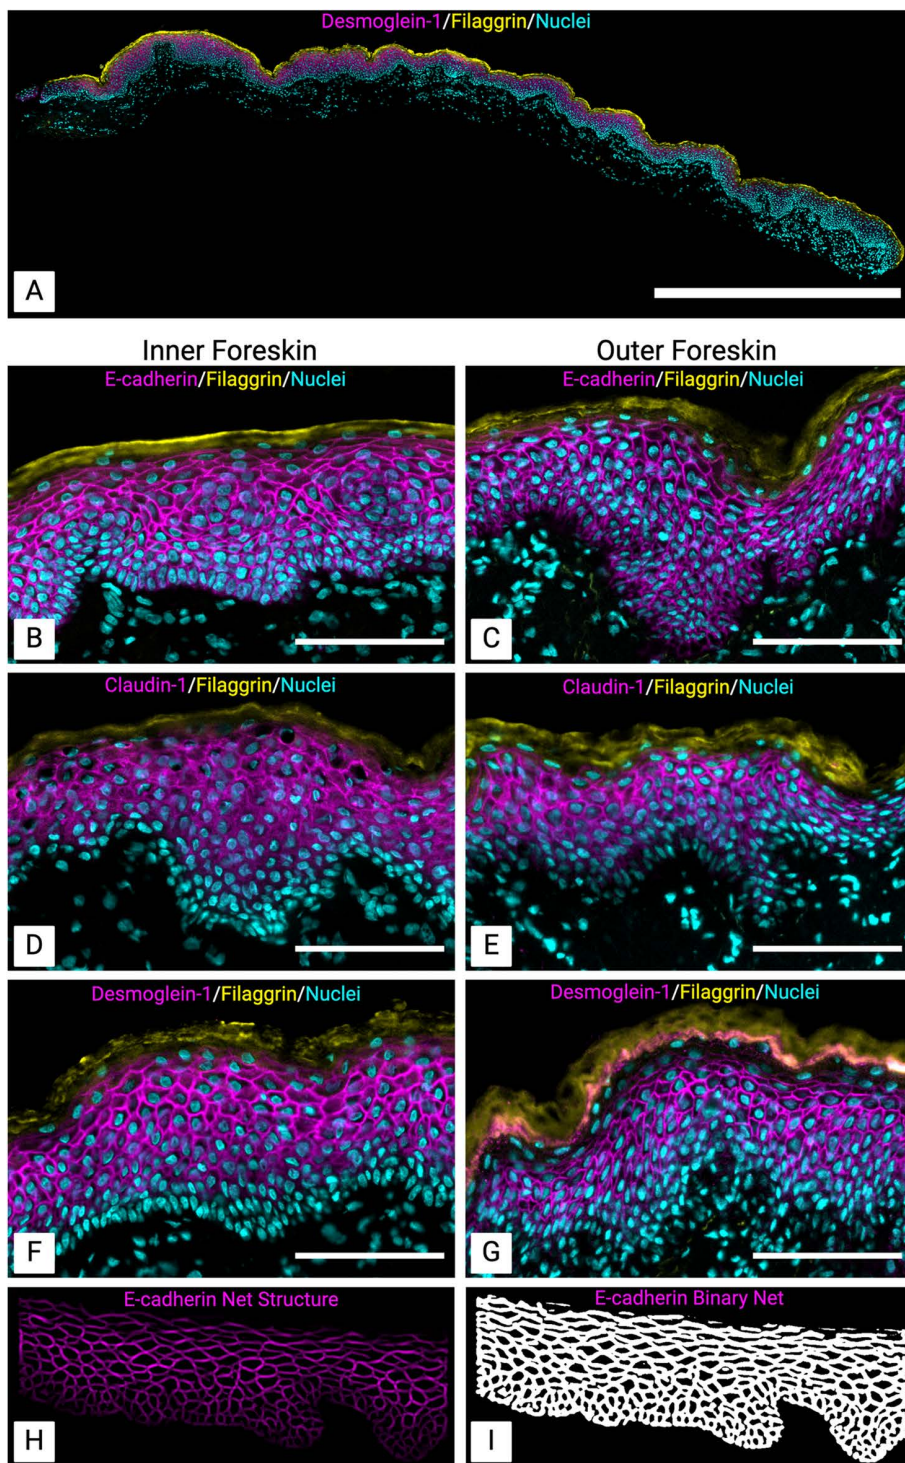 Desmoglein-1/Filaggrin/Nuclei
A
Inner Foreskin
Outer Foreskin
E-cadherin/Filaggrin/Nuclei
E-cadherin/Filaggrin/Nuclei
B
C
Claudin-1/Filaggrin/Nuclei
Claudin-1/Filaggrin/Nuclei
D
E
Desmoglein-1/Filaggrin/Nuclei
Desmoglein-1/Filaggrin/Nuclei
F
G
E-cadherin Net Structure
E-cadherin Binary Net
H
I